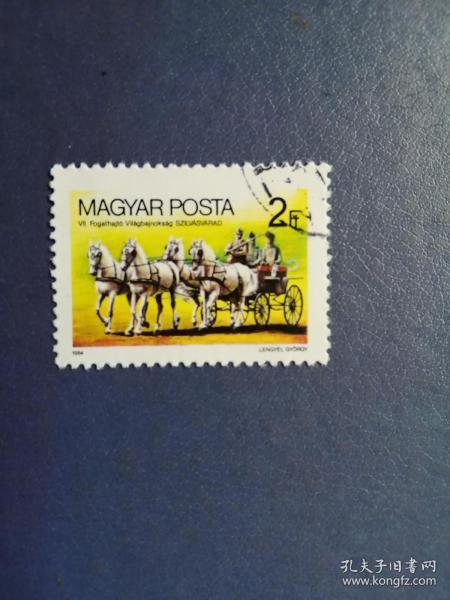 MAGYAR POSTA 2Ft
VII. Fogathajtó Világbajnokság SZILVÁSVÁRAD
1984 LENGYEL GYÖRGY
孔夫子旧书网
www.kongfz.com